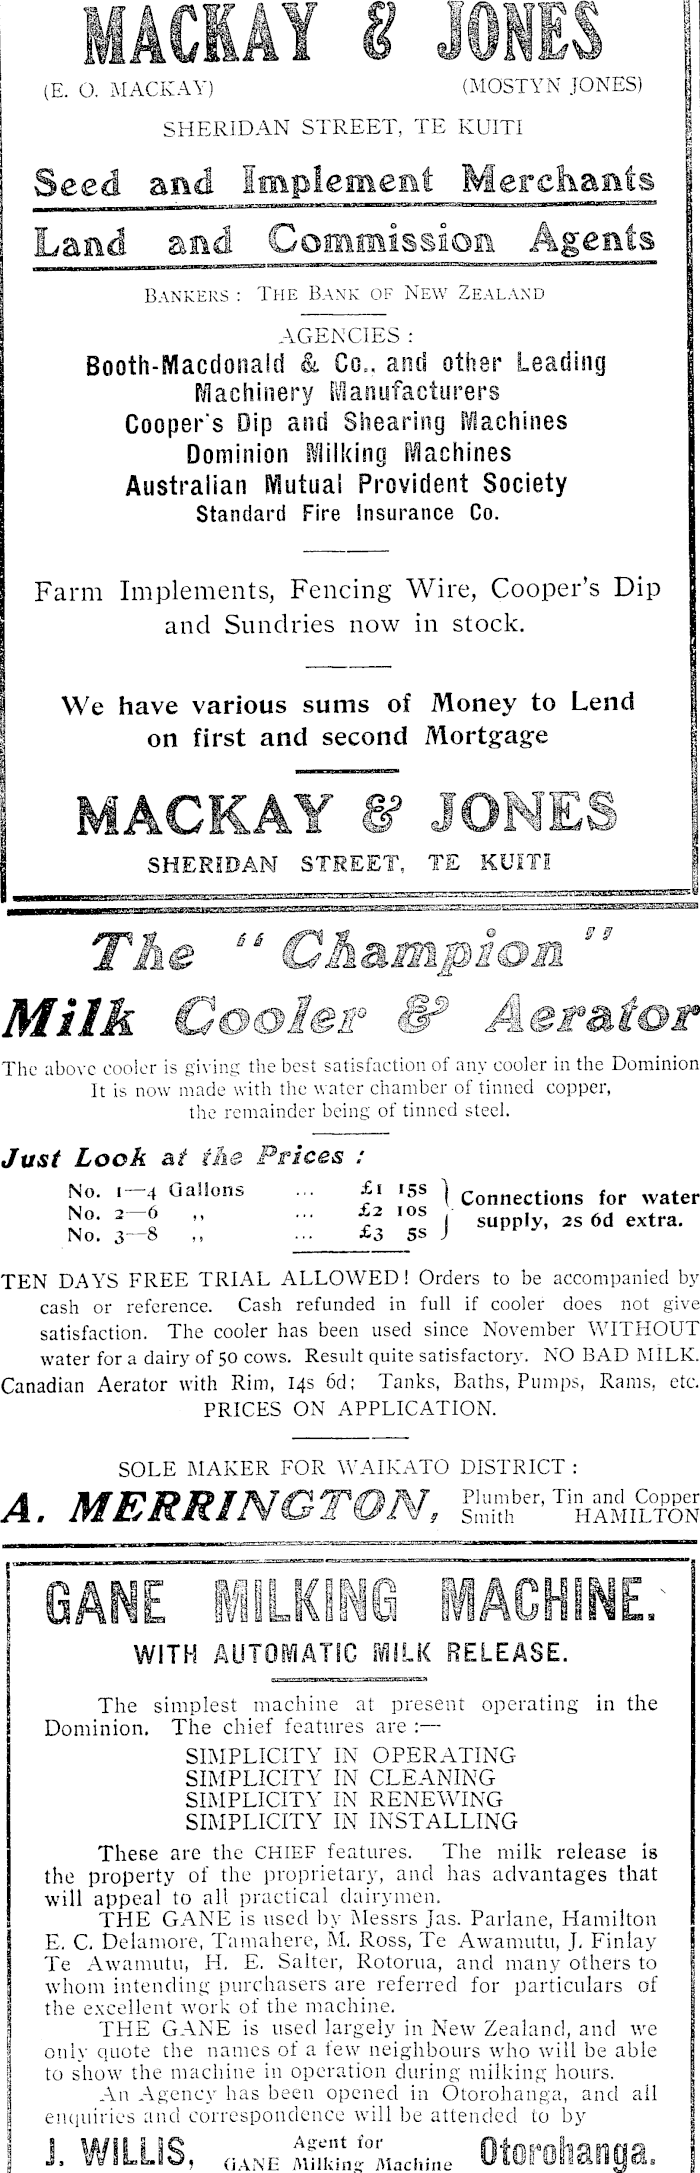 MACKAY & JONES
(E. O. MACKAY) (MOSTYN JONES)
SHERIDAN STREET, TE KUITI
Seed and Implement Merchants
Land and Commission Agents
BANKERS: THE BANK OF NEW ZEALAND
AGENCIES:
Booth-Macdonald & Co., and other Leading
Machinery Manufacturers
Cooper's Dip and Shearing Machines
Dominion Milking Machines
Australian Mutual Provident Society
Standard Fire Insurance Co.
Farm Implements, Fencing Wire, Cooper's Dip
and Sundries now in stock.
We have various sums of Money to Lend
on first and second Mortgage
MACKAY & JONES
SHERIDAN STREET, TE KUITI
The "Champion"
Milk Cooler & Aerator
The above cooler is giving the best satisfaction of any cooler in the Dominion
It is now made with the water chamber of tinned copper,
the remainder being of tinned steel.
Just Look at the Prices:
No. 1—4 Gallons ... £1 15s
No. 2—6 ,, ... £2 10s
No. 3—8 ,, ... £3 5s
Connections for water
supply, 2s 6d extra.
TEN DAYS FREE TRIAL ALLOWED! Orders to be accompanied by
cash or reference. Cash refunded in full if cooler does not give
satisfaction. The cooler has been used since November WITHOUT
water for a dairy of 50 cows. Result quite satisfactory. NO BAD MILK.
Canadian Aerator with Rim, 14s 6d; Tanks, Baths, Pumps, Rams, etc.
PRICES ON APPLICATION.
SOLE MAKER FOR WAIKATO DISTRICT:
A. MERRINGTON, Plumber, Tin and Copper
Smith HAMILTON
GANE MILKING MACHINE.
WITH AUTOMATIC MILK RELEASE.
The simplest machine at present operating in the
Dominion. The chief features are:—
SIMPLICITY IN OPERATING
SIMPLICITY IN CLEANING
SIMPLICITY IN RENEWING
SIMPLICITY IN INSTALLING
These are the CHIEF features. The milk release is
the property of the proprietary, and has advantages that
will appeal to all practical dairymen.
THE GANE is used by Messrs Jas. Parlane, Hamilton
E. C. Delamore, Tamahere, M. Ross, Te Awamutu, J. Finlay
Te Awamutu, H. E. Salter, Rotorua, and many others to
whom intending purchasers are referred for particulars of
the excellent work of the machine.
THE GANE is used largely in New Zealand, and we
only quote the names of a few neighbours who will be able
to show the machine in operation during milking hours.
An Agency has been opened in Otorohanga, and all
enquiries and correspondence will be attended to by
J. WILLIS, Agent for
GANE Milking Machine Otorohanga.